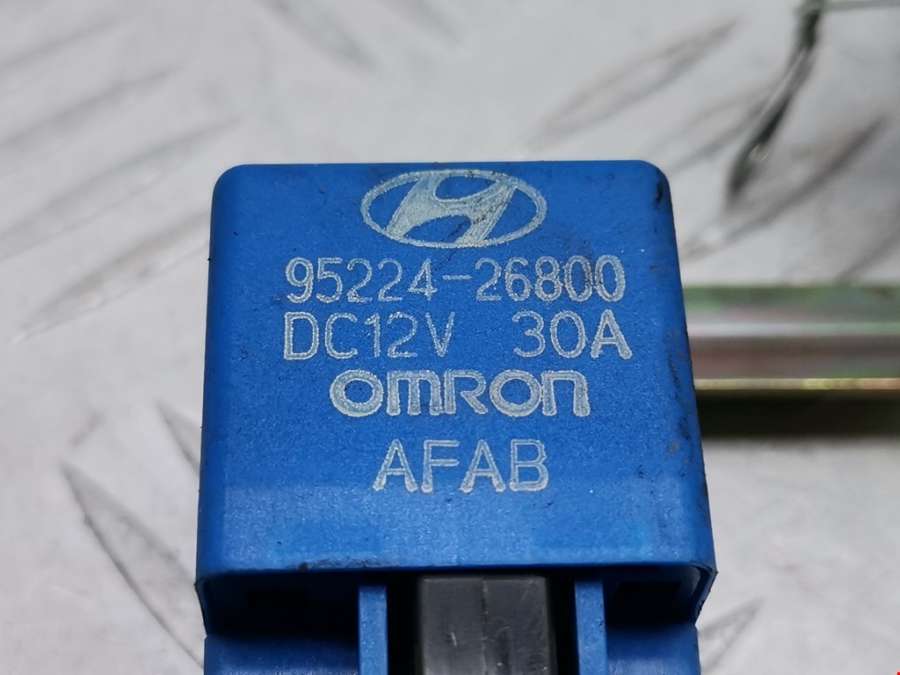 95224-26800
DC12V 30A
OMRON
AFAB